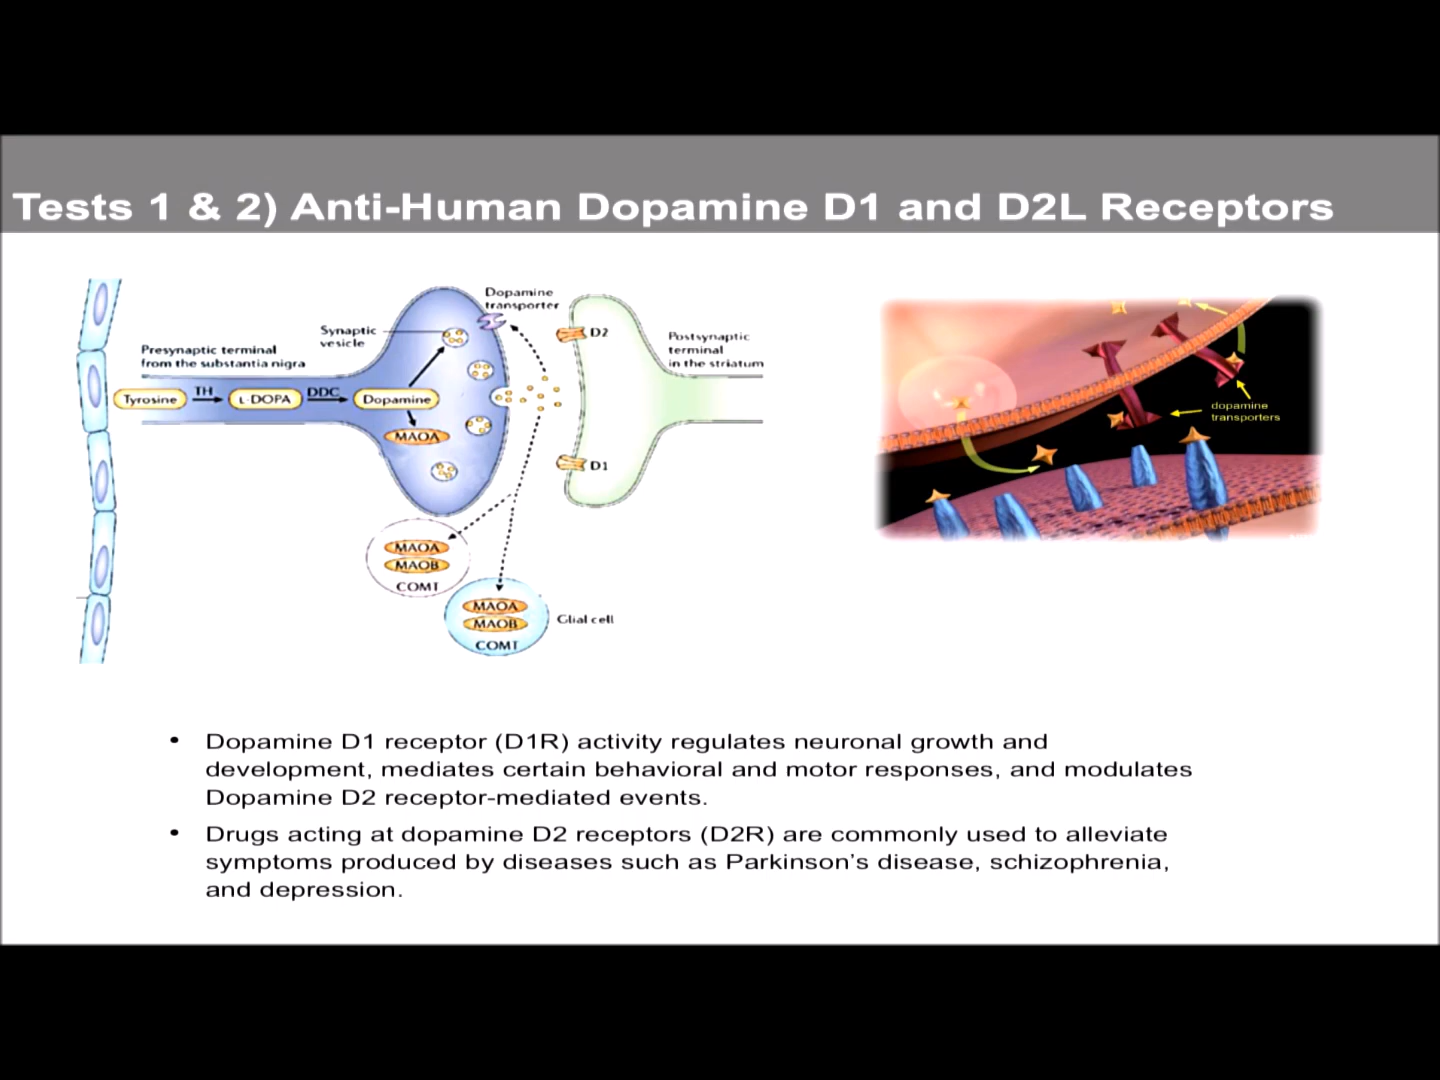 Tests 1 & 2) Anti-Human Dopamine D1 and D2L Receptors
Dopamine
transporter
Synaptic
vesicle
D2
Postsynaptic
terminal
in the striatum
Presynaptic terminal
from the substantia nigra
Tyrosine
TH
L-DOPA
DDC
Dopamine
MAOA
D1
MAOA
MAOB
COMT
MAOA
MAOB
COMT
Glial cell
dopamine
transporters
• Dopamine D1 receptor (D1R) activity regulates neuronal growth and
development, mediates certain behavioral and motor responses, and modulates
Dopamine D2 receptor-mediated events.
• Drugs acting at dopamine D2 receptors (D2R) are commonly used to alleviate
symptoms produced by diseases such as Parkinson’s disease, schizophrenia,
and depression.